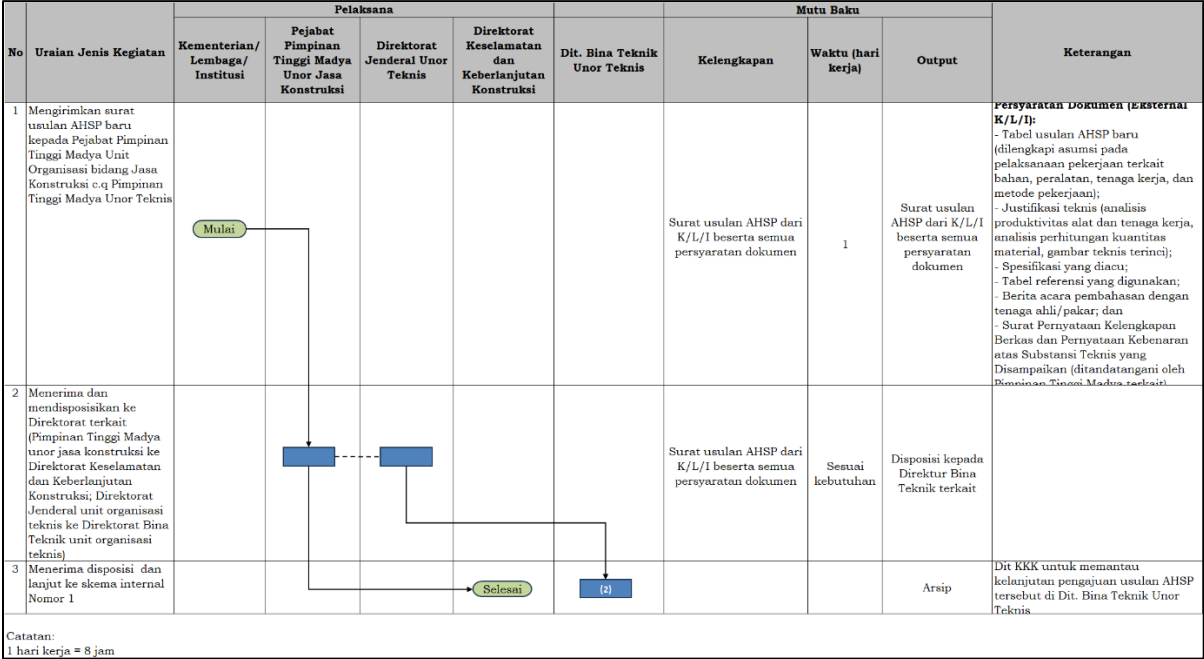 Pelaksana
Mutu Baku
No
Uraian Jenis Kegiatan
Kementerian/
Lembaga/
Institusi
Pejabat
Pimpinan
Tinggi Madya
Unor Jasa
Konstruksi
Direktorat
Jenderal Unor
Teknis
Direktorat
Keselamatan
dan
Keberlanjutan
Konstruksi
Dit. Bina Teknik
Unor Teknis
Kelengkapan
Waktu (hari
kerja)
Output
Keterangan
1
Mengirimkan surat
usulan AHSP baru
kepada Pejabat Pimpinan
Tinggi Madya Unit
Organisasi bidang Jasa
Konstruksi c.q Pimpinan
Tinggi Madya Unor Teknis
Mulai
Surat usulan AHSP dari
K/L/I beserta semua
persyaratan dokumen
1
Surat usulan
AHSP dari K/L/I
beserta semua
persyaratan
dokumen
Persyaratan Dokumen (Eksternal
K/L/I):
- Tabel usulan AHSP baru
(dilengkapi asumsi pada
pelaksanaan pekerjaan terkait
bahan, peralatan, tenaga kerja, dan
metode pekerjaan);
- Justifikasi teknis (analisis
produktivitas alat dan tenaga kerja,
analisis perhitungan kuantitas
material, gambar teknis terinci);
- Spesifikasi yang diacu;
- Tabel referensi yang digunakan;
- Berita acara pembahasan dengan
tenaga ahli/pakar; dan
- Surat Pernyataan Kelengkapan
Berkas dan Pernyataan Kebenaran
atas Substansi Teknis yang
Disampaikan (ditandatangani oleh
Pimpinan Tinggi Madya terkait)
2
Menerima dan
mendisposisikan ke
Direktorat terkait
(Pimpinan Tinggi Madya
unor jasa konstruksi ke
Direktorat Keselamatan
dan Keberlanjutan
Konstruksi; Direktorat
Jenderal unit organisasi
teknis ke Direktorat Bina
Teknik unit organisasi
teknis)
Surat usulan AHSP dari
K/L/I beserta semua
persyaratan dokumen
Sesuai
kebutuhan
Disposisi kepada
Direktur Bina
Teknik terkait
3
Menerima disposisi dan
lanjut ke skema internal
Nomor 1
Selesai
(2)
Arsip
Dit KKK untuk memantau
kelanjutan pengajuan usulan AHSP
tersebut di Dit. Bina Teknik Unor
Teknis
Catatan:
1 hari kerja = 8 jam